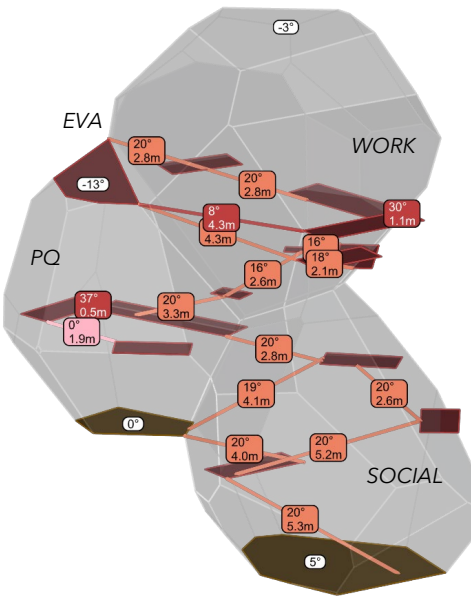 -3°
EVA
WORK
20°
2.8m
20°
2.8m
-13°
30°
1.1m
8°
4.3m
4.3m
16°
18°
2.1m
PQ
16°
2.6m
37°
0.5m
20°
3.3m
0°
1.9m
20°
2.8m
19°
4.1m
20°
2.6m
0°
20°
4.0m
20°
5.2m
SOCIAL
20°
5.3m
5°